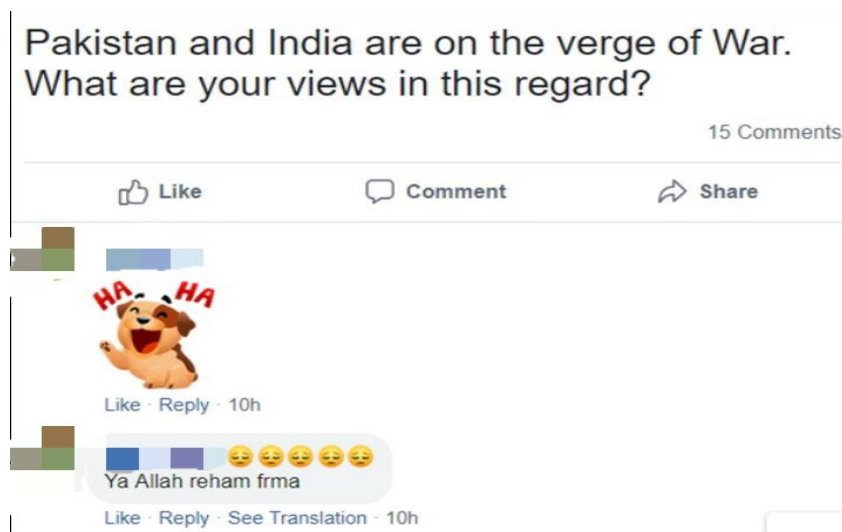 Pakistan and India are on the verge of War.
What are your views in this regard?
15 Comments
Like Comment Share
HA HA
Like · Reply · 10h
Ya Allah reham frma
Like · Reply · See Translation · 10h